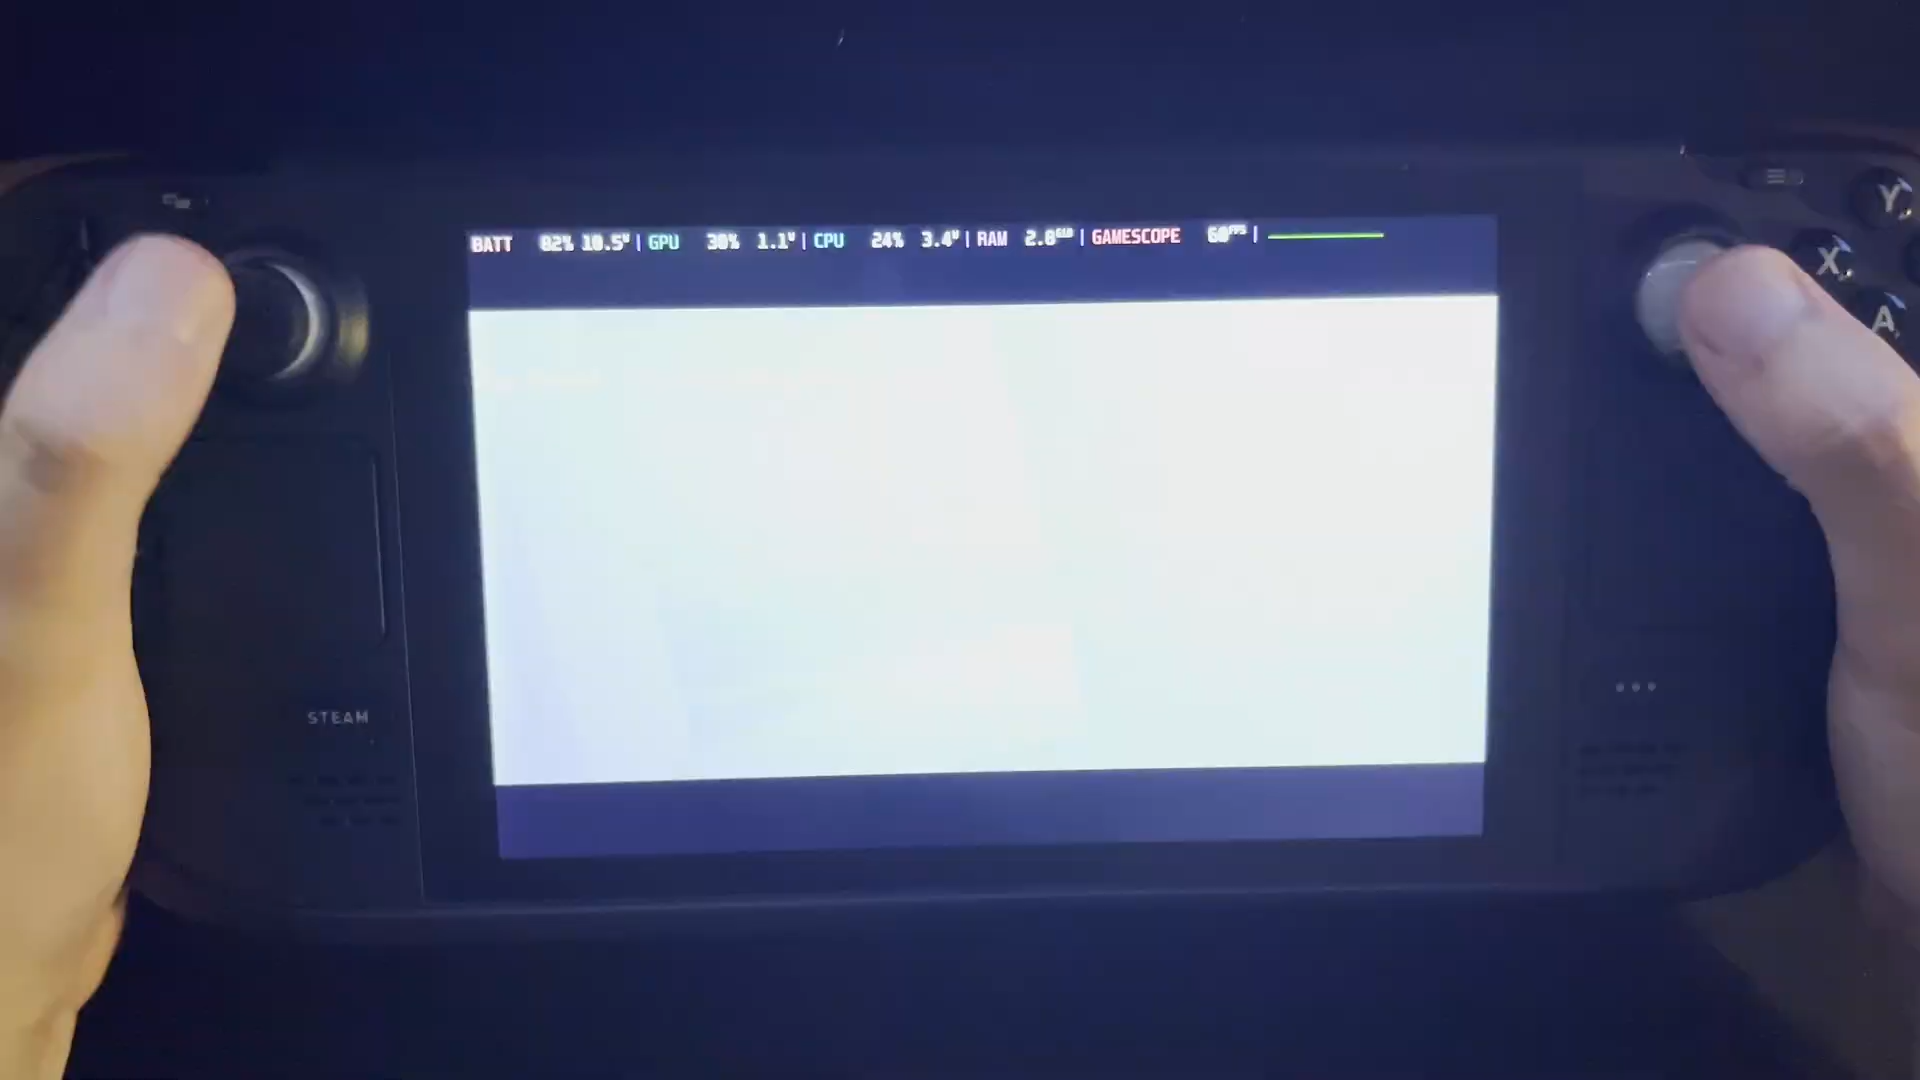 BATT 82% 10.5W | GPU 30% 1.1W | CPU 24% 3.4W | RAM 2.8GiB | GAMESCOPE 60FPS |
Y
X
A
STEAM